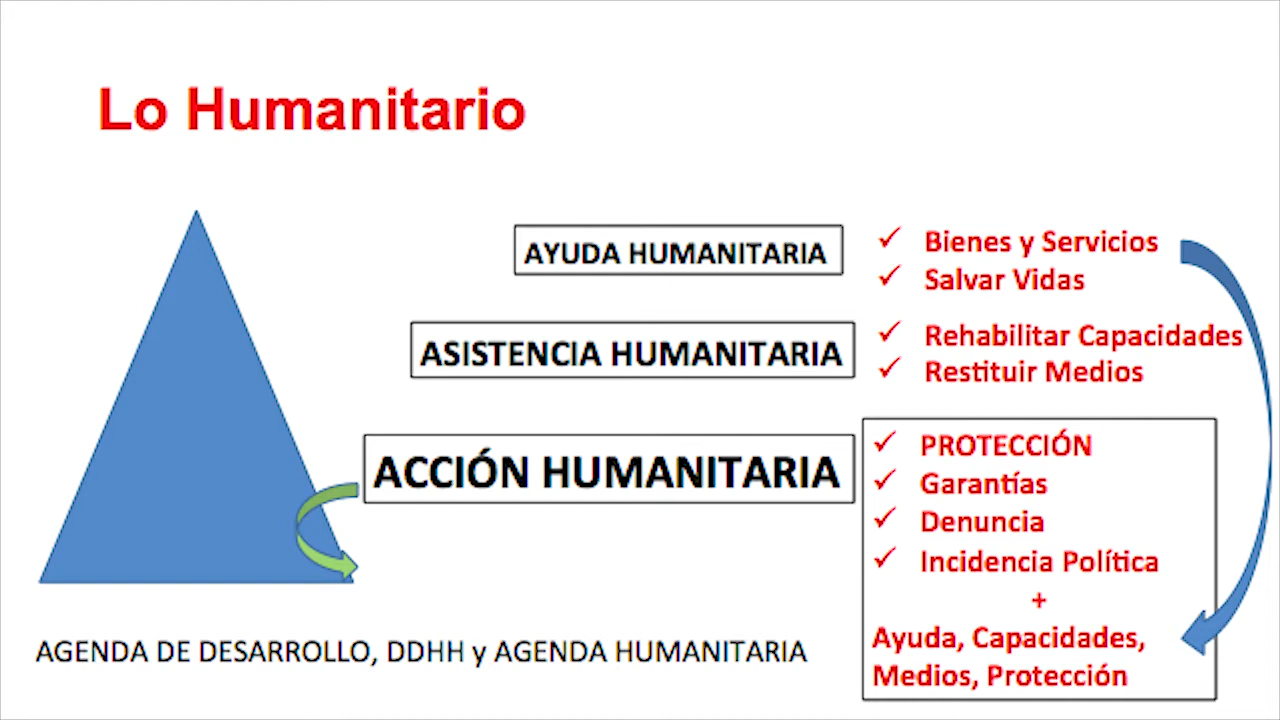 Lo Humanitario
AYUDA HUMANITARIA
✓ Bienes y Servicios
✓ Salvar Vidas
ASISTENCIA HUMANITARIA
✓ Rehabilitar Capacidades
✓ Restituir Medios
ACCIÓN HUMANITARIA
✓ PROTECCIÓN
✓ Garantías
✓ Denuncia
✓ Incidencia Política
+
Ayuda, Capacidades,
Medios, Protección
AGENDA DE DESARROLLO, DDHH y AGENDA HUMANITARIA